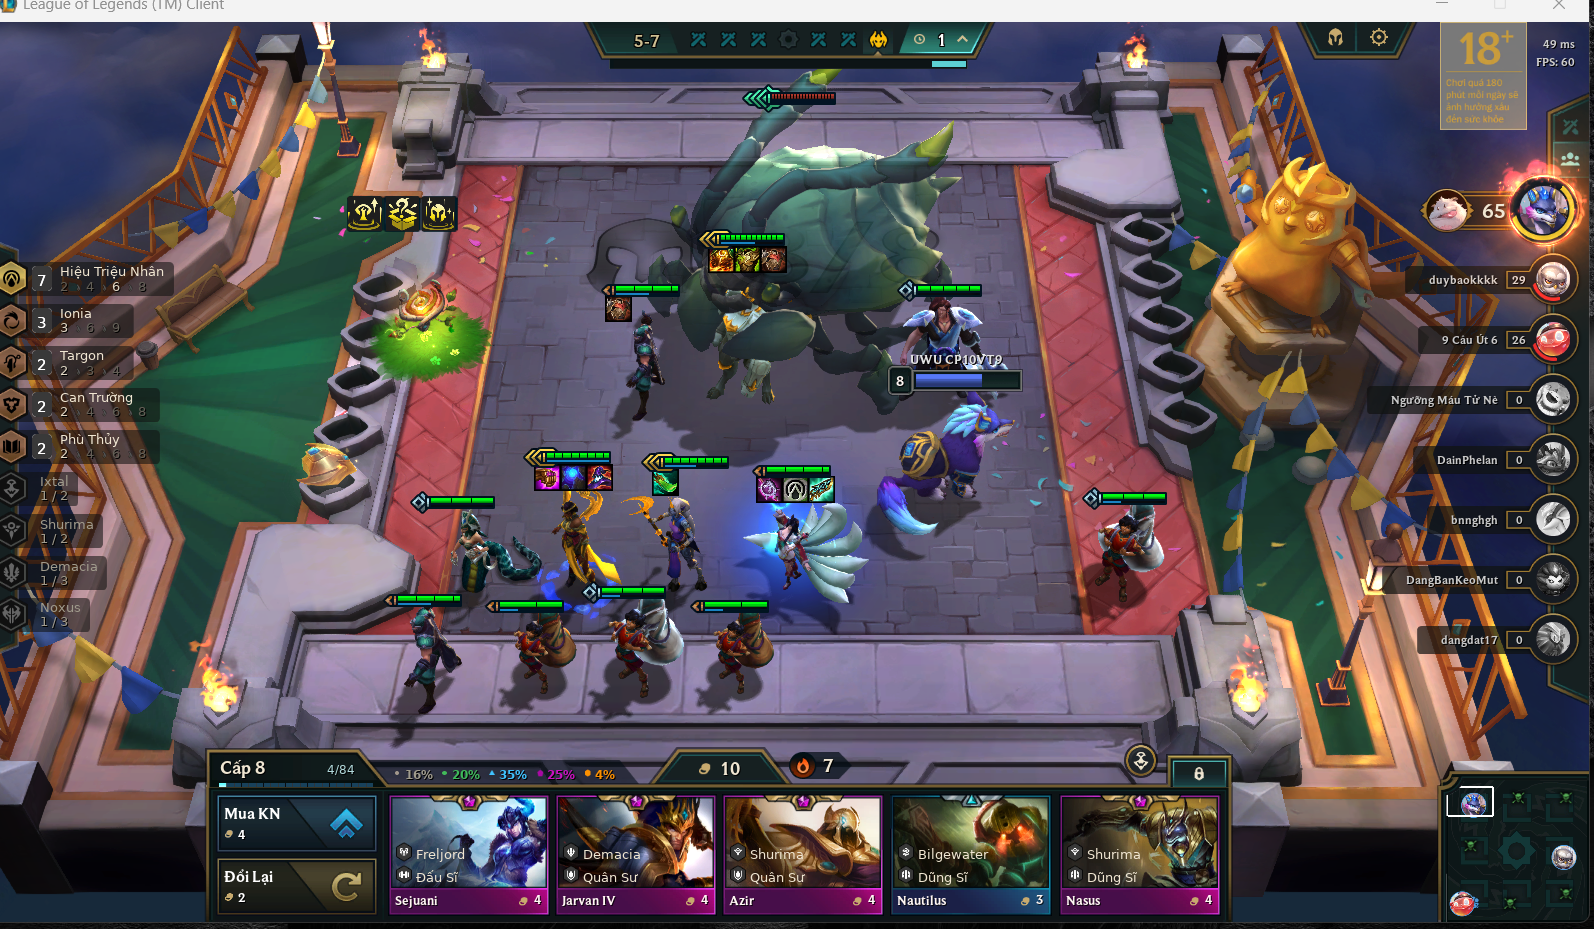 League of Legends (TM) Client
5-7
1
18+
Chơi quá 180
phút mỗi ngày sẽ
ảnh hưởng xấu
đến sức khỏe
49 ms
FPS: 60
65
duybaokkkk 29
9 Cậu Út 6 26
Ngưỡng Máu Tử Nè 0
DainPhelan 0
bnnghgh 0
DangBanKeoMut 0
dangdat17 0
7 Hiệu Triệu Nhân
2 › 4 › 6 › 8
3 Ionia
3 › 6 › 9
2 Targon
2 › 3 › 4
2 Can Trường
2 › 4 › 6 › 8
2 Phù Thủy
2 › 4 › 6 › 8
Ixtal
1 / 2
Shurima
1 / 2
Demacia
1 / 3
Noxus
1 / 3
UWU CP10VT9
8
Cấp 8 4/84
16% 20% 35% 25% 4%
10
7
Mua KN
4
Đổi Lại
2
Freljord
Đấu Sĩ
Sejuani 4
Demacia
Quân Sư
Jarvan IV 4
Shurima
Quân Sư
Azir 4
Bilgewater
Dũng Sĩ
Nautilus 3
Shurima
Dũng Sĩ
Nasus 4